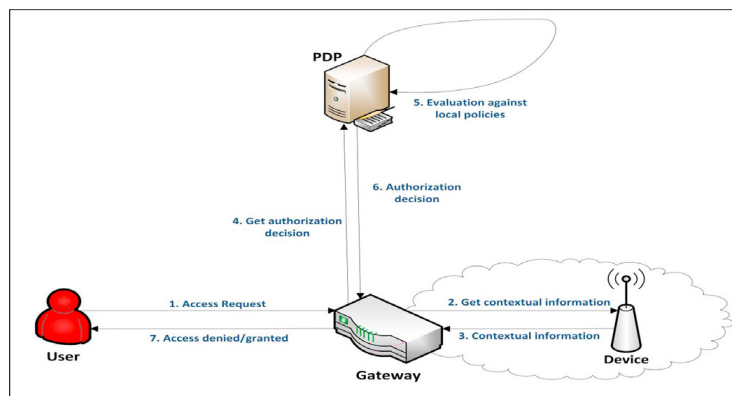 PDP
5. Evaluation against
local policies
6. Authorization
decision
4. Get authorization
decision
1. Access Request
2. Get contextual information
7. Access denied/granted
3. Contextual information
User
Gateway
Device